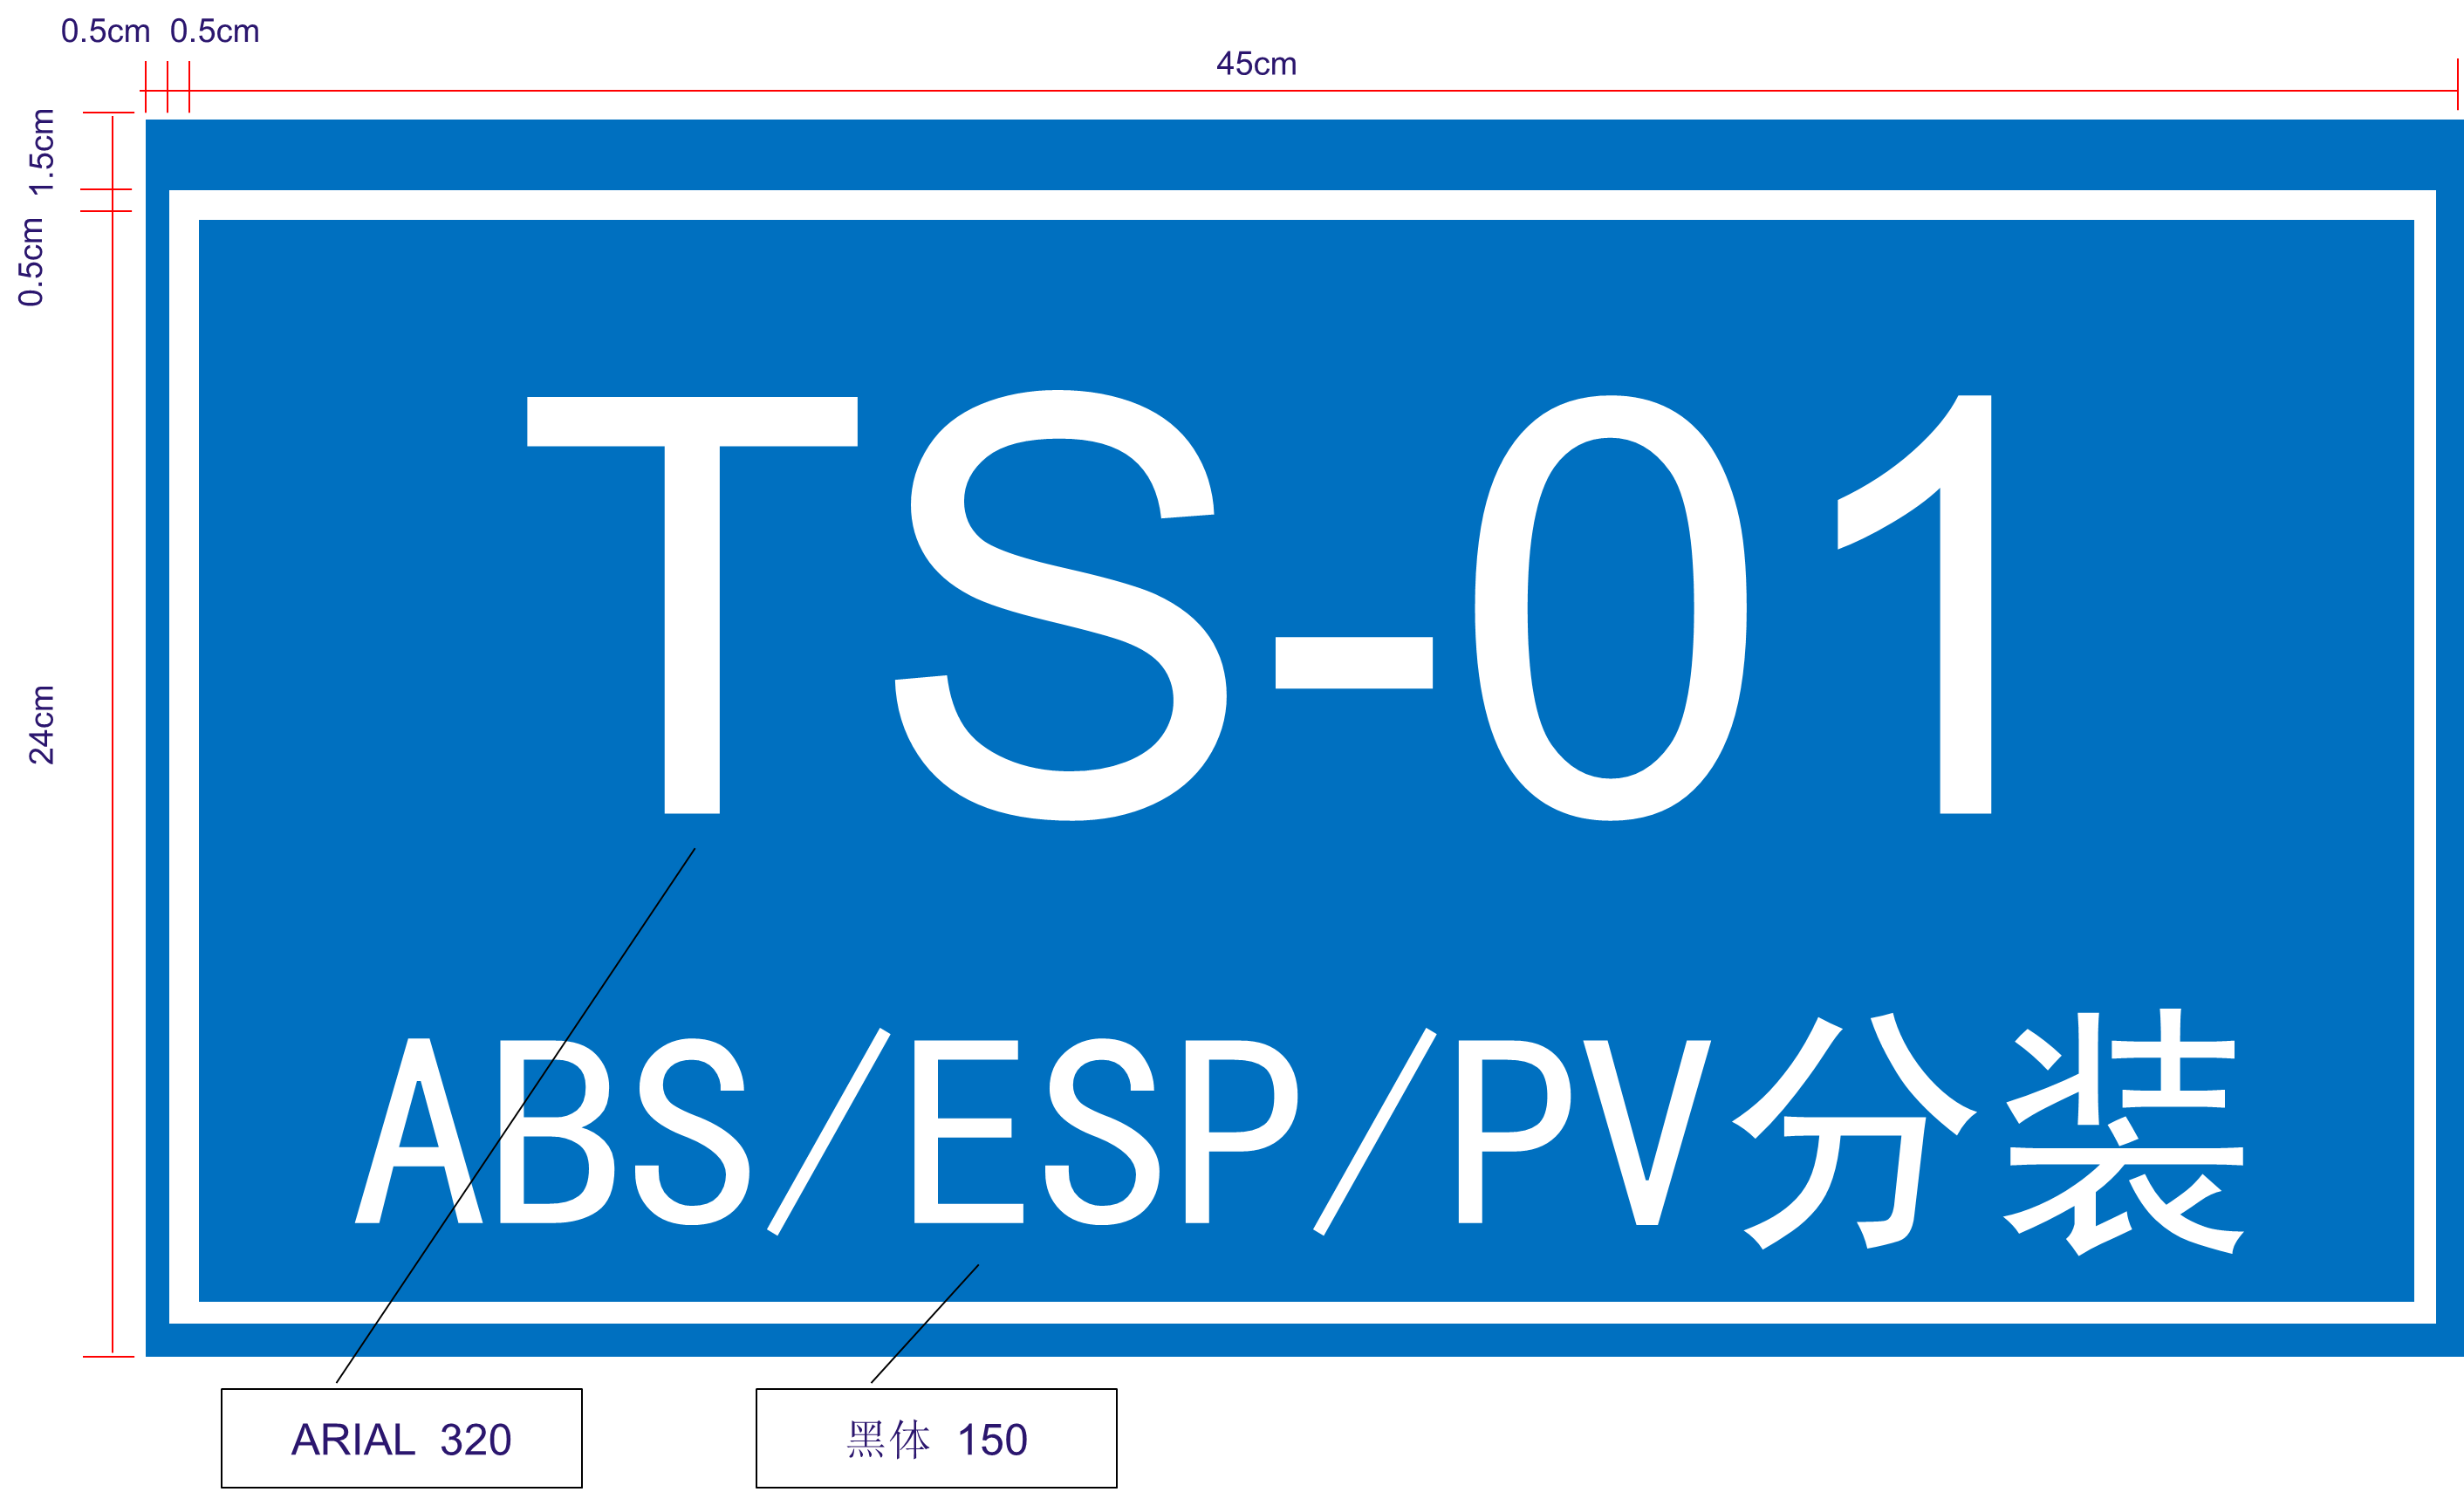 0.5cm 0.5cm
45cm
1.5cm
0.5cm
24cm
TS-01
ABS/ESP/PV分装
ARIAL 320
黑体 150